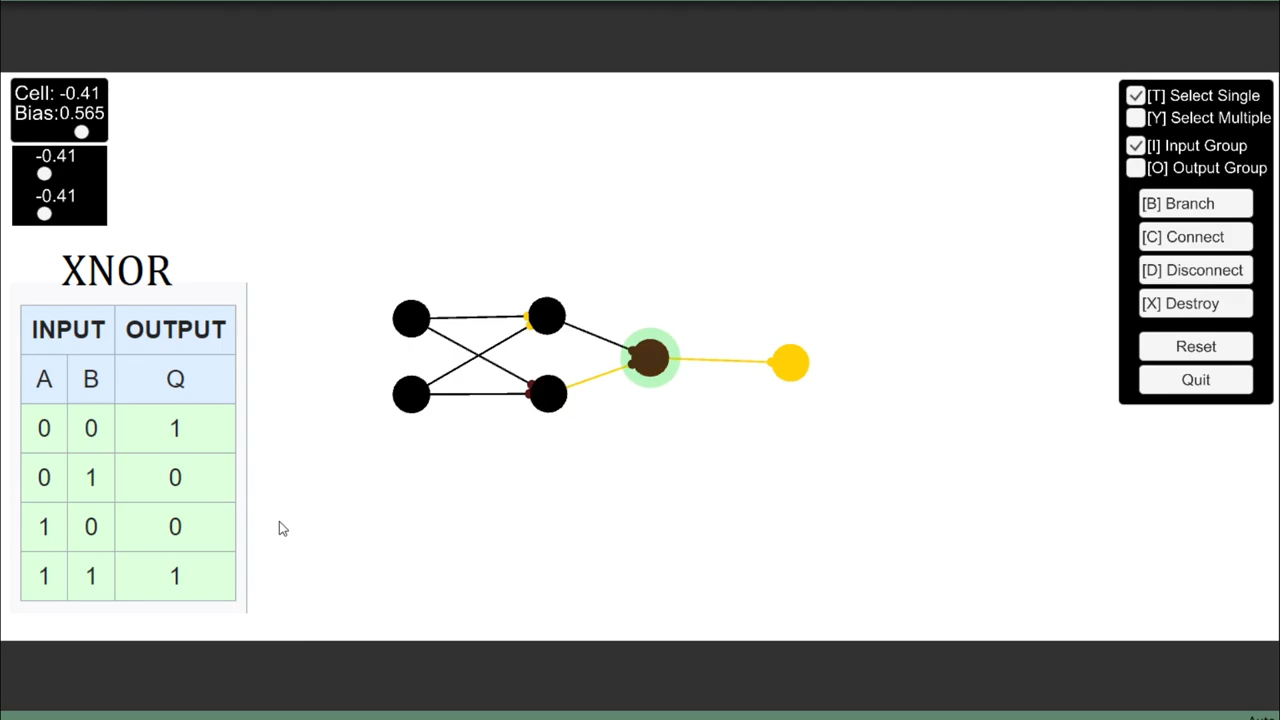 Cell: -0.41
Bias:0.565
-0.41
-0.41
XNOR
INPUT OUTPUT
A B Q
0 0 1
0 1 0
1 0 0
1 1 1
[T] Select Single
[Y] Select Multiple
[I] Input Group
[O] Output Group
[B] Branch
[C] Connect
[D] Disconnect
[X] Destroy
Reset
Quit